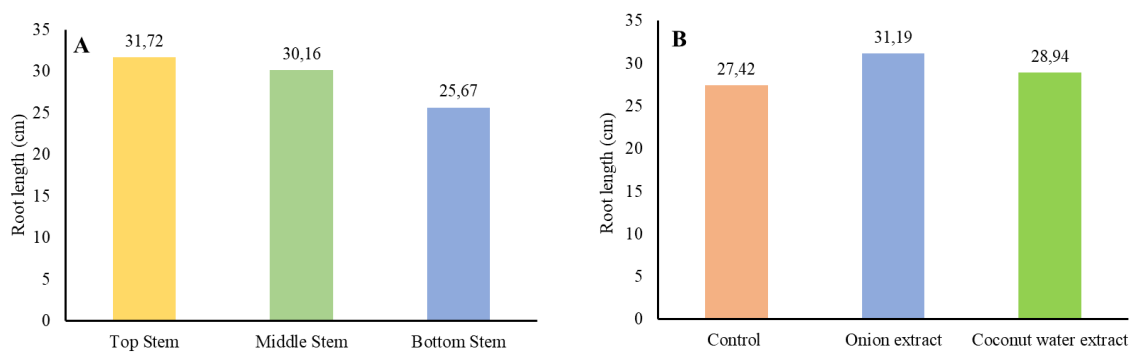 A
Root length (cm)
35
30
25
20
15
10
5
0
31,72
30,16
25,67
Top Stem
Middle Stem
Bottom Stem
B
Root length (cm)
35
30
25
20
15
10
5
0
27,42
31,19
28,94
Control
Onion extract
Coconut water extract